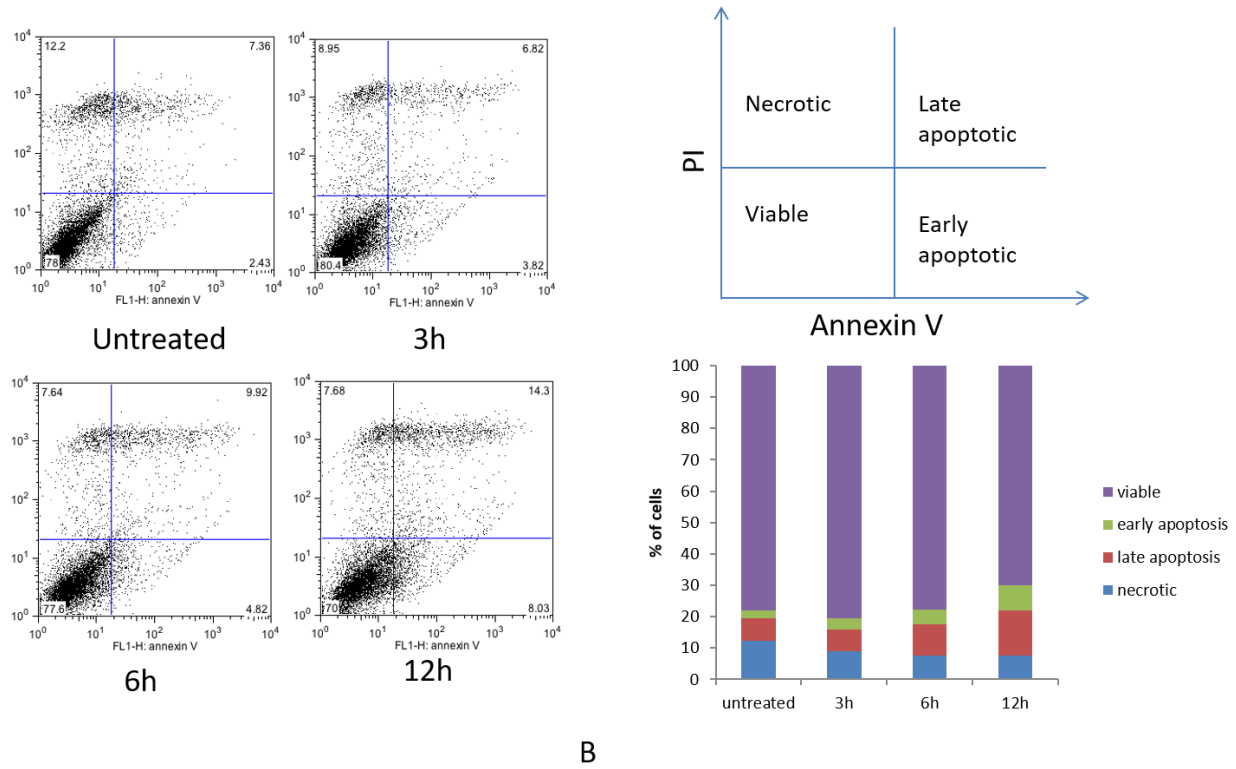 10⁴
12.2
7.36
10³
10²
10¹
10⁰
78
2.43
10⁰ 10¹ 10² 10³ 10⁴
FL1-H: annexin V
Untreated
10⁴
8.95
6.82
10³
10²
10¹
10⁰
80.4
3.82
10⁰ 10¹ 10² 10³ 10⁴
FL1-H: annexin V
3h
PI
Necrotic
Late
apoptotic
Viable
Early
apoptotic
Annexin V
10⁴
7.64
9.92
10³
10²
10¹
10⁰
77.6
4.82
10⁰ 10¹ 10² 10³ 10⁴
FL1-H: annexin V
6h
10⁴
7.68
14.3
10³
10²
10¹
10⁰
70
8.03
10⁰ 10¹ 10² 10³ 10⁴
FL1-H: annexin V
12h
% of cells
100
90
80
70
60
50
40
30
20
10
0
untreated 3h 6h 12h
viable
early apoptosis
late apoptosis
necrotic
B